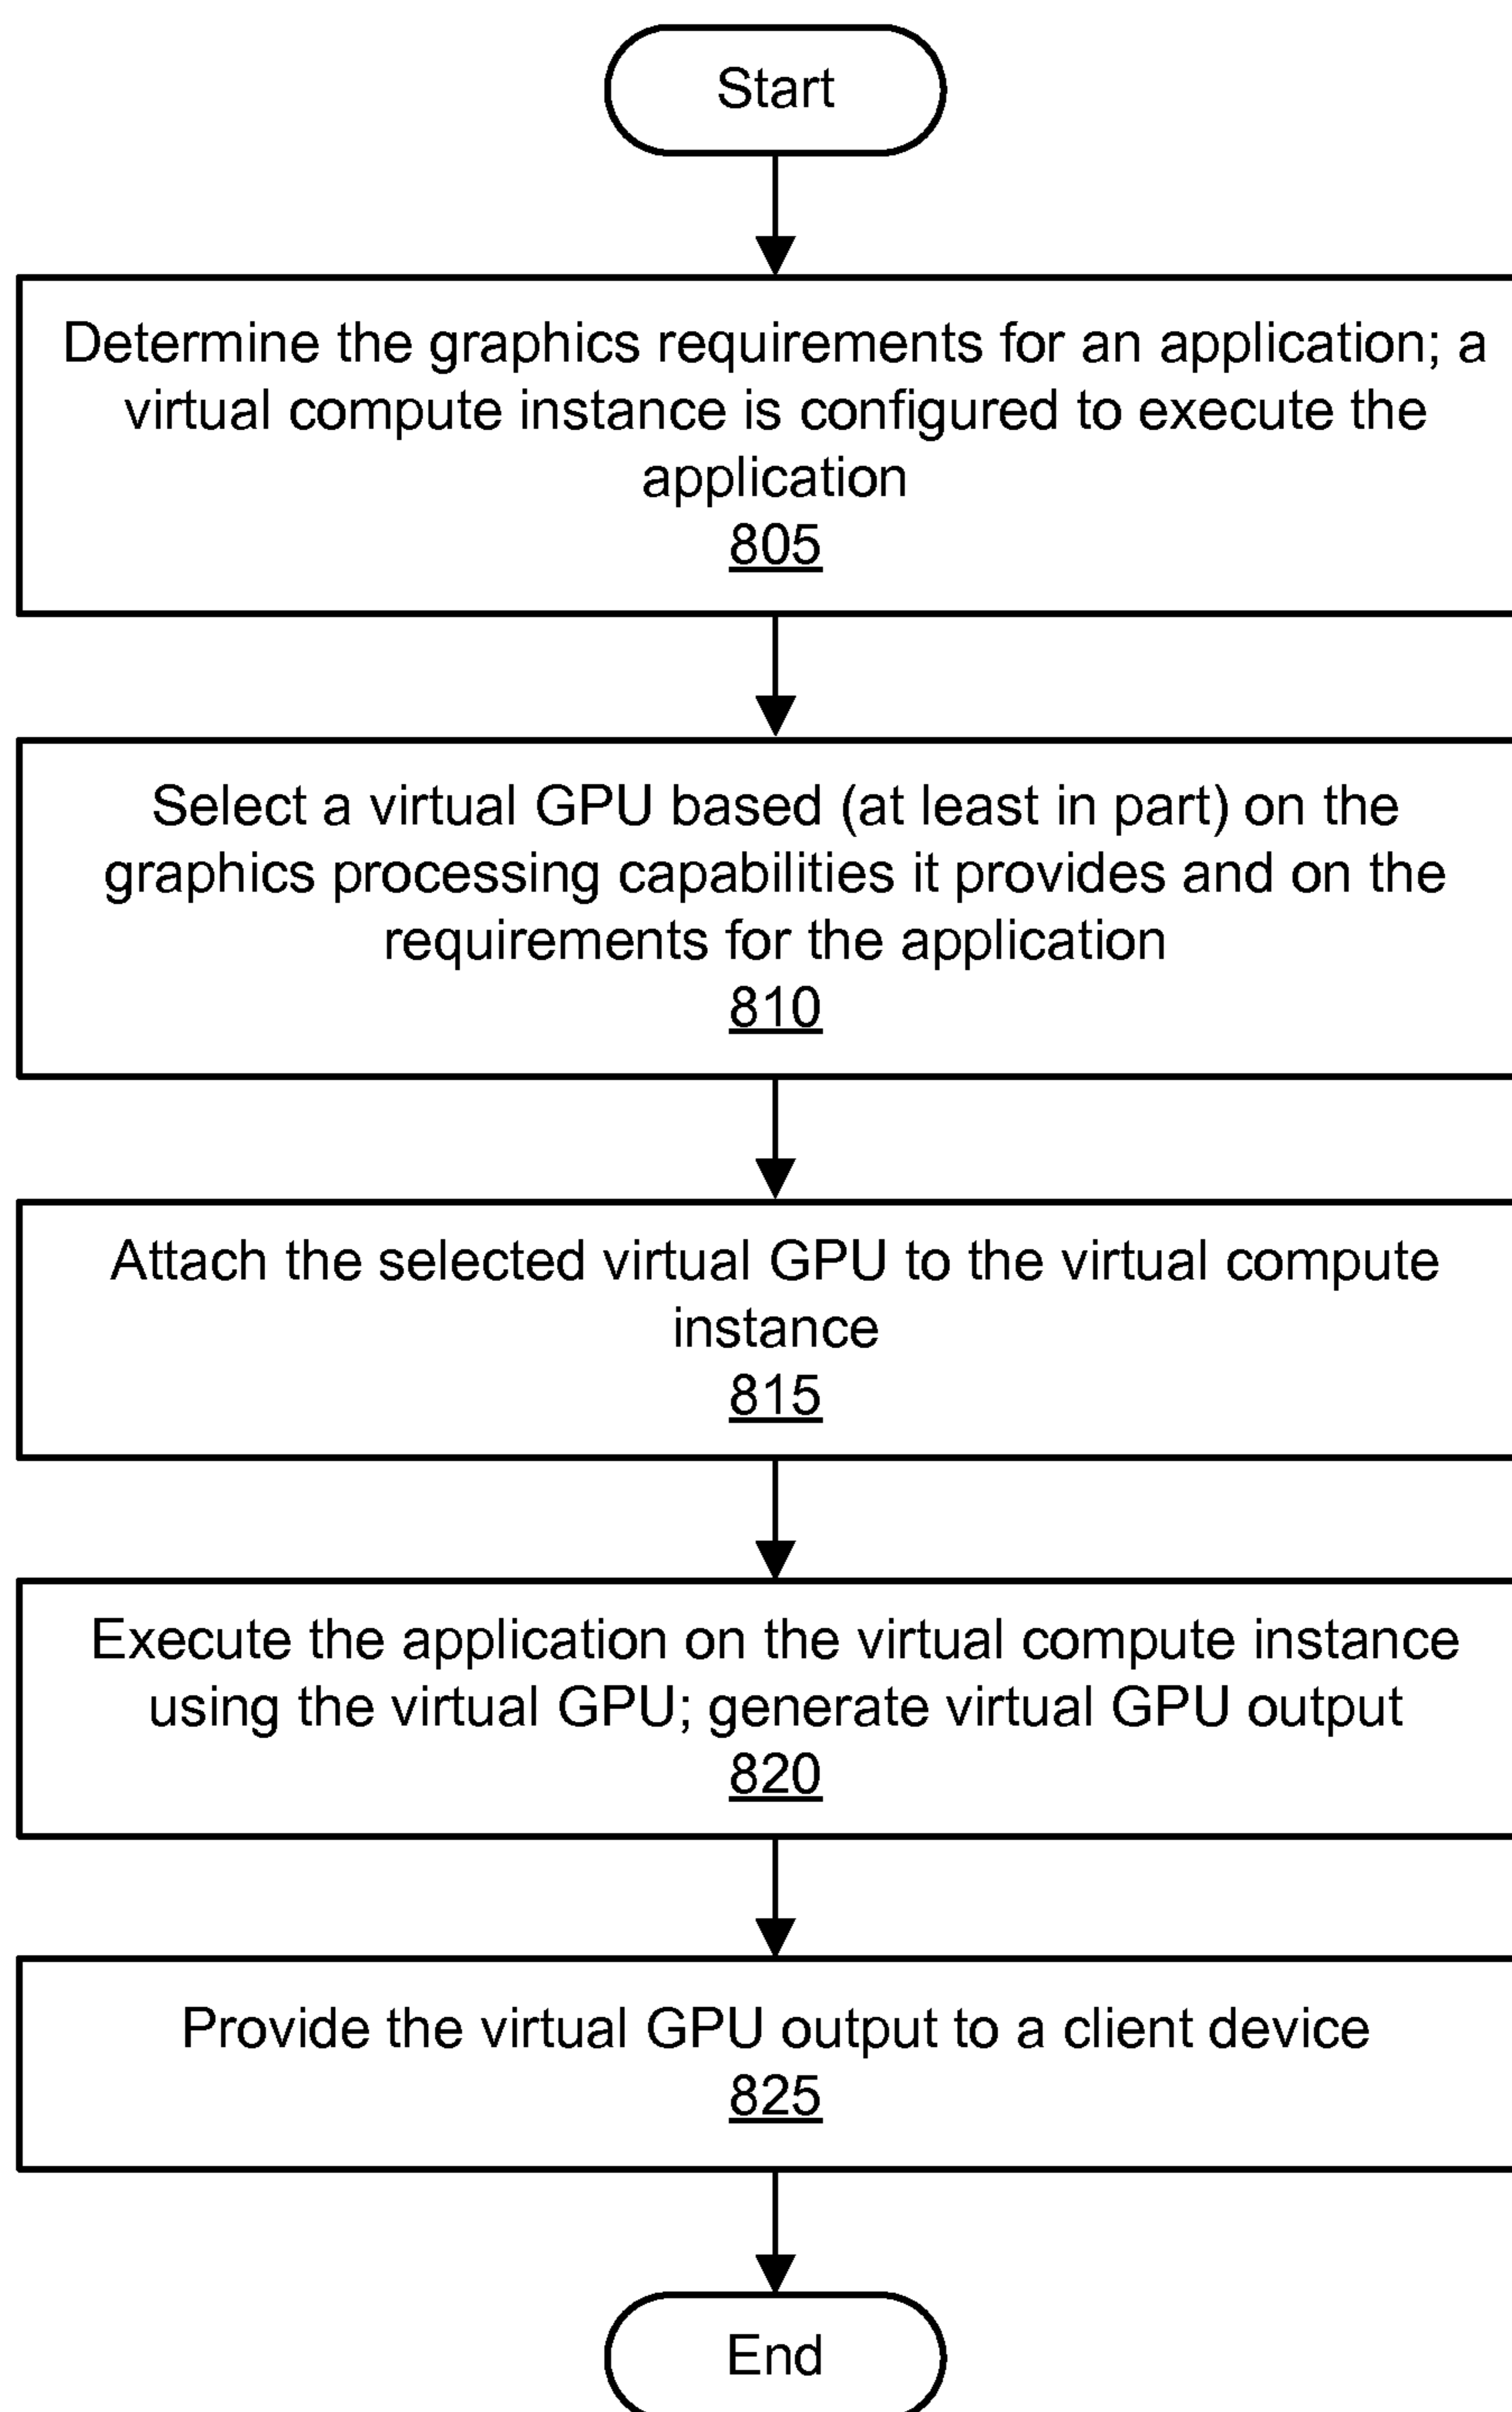 Start
Determine the graphics requirements for an application; a
virtual compute instance is configured to execute the
application
805
Select a virtual GPU based (at least in part) on the
graphics processing capabilities it provides and on the
requirements for the application
810
Attach the selected virtual GPU to the virtual compute
instance
815
Execute the application on the virtual compute instance
using the virtual GPU; generate virtual GPU output
820
Provide the virtual GPU output to a client device
825
End